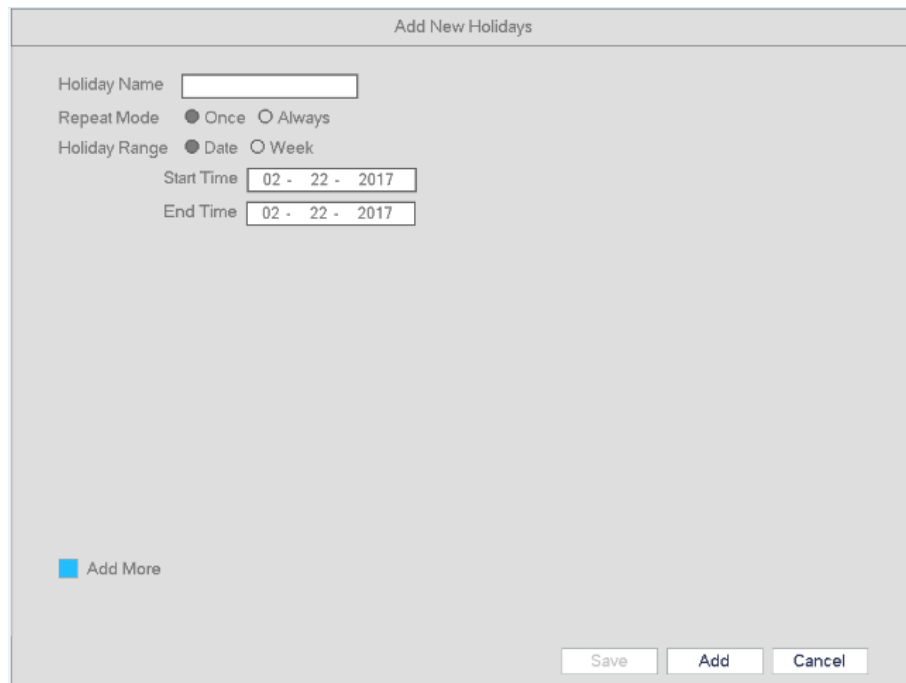 Add New Holidays
Holiday Name
Repeat Mode Once Always
Holiday Range Date Week
Start Time 02 - 22 - 2017
End Time 02 - 22 - 2017
Add More
Save Add Cancel